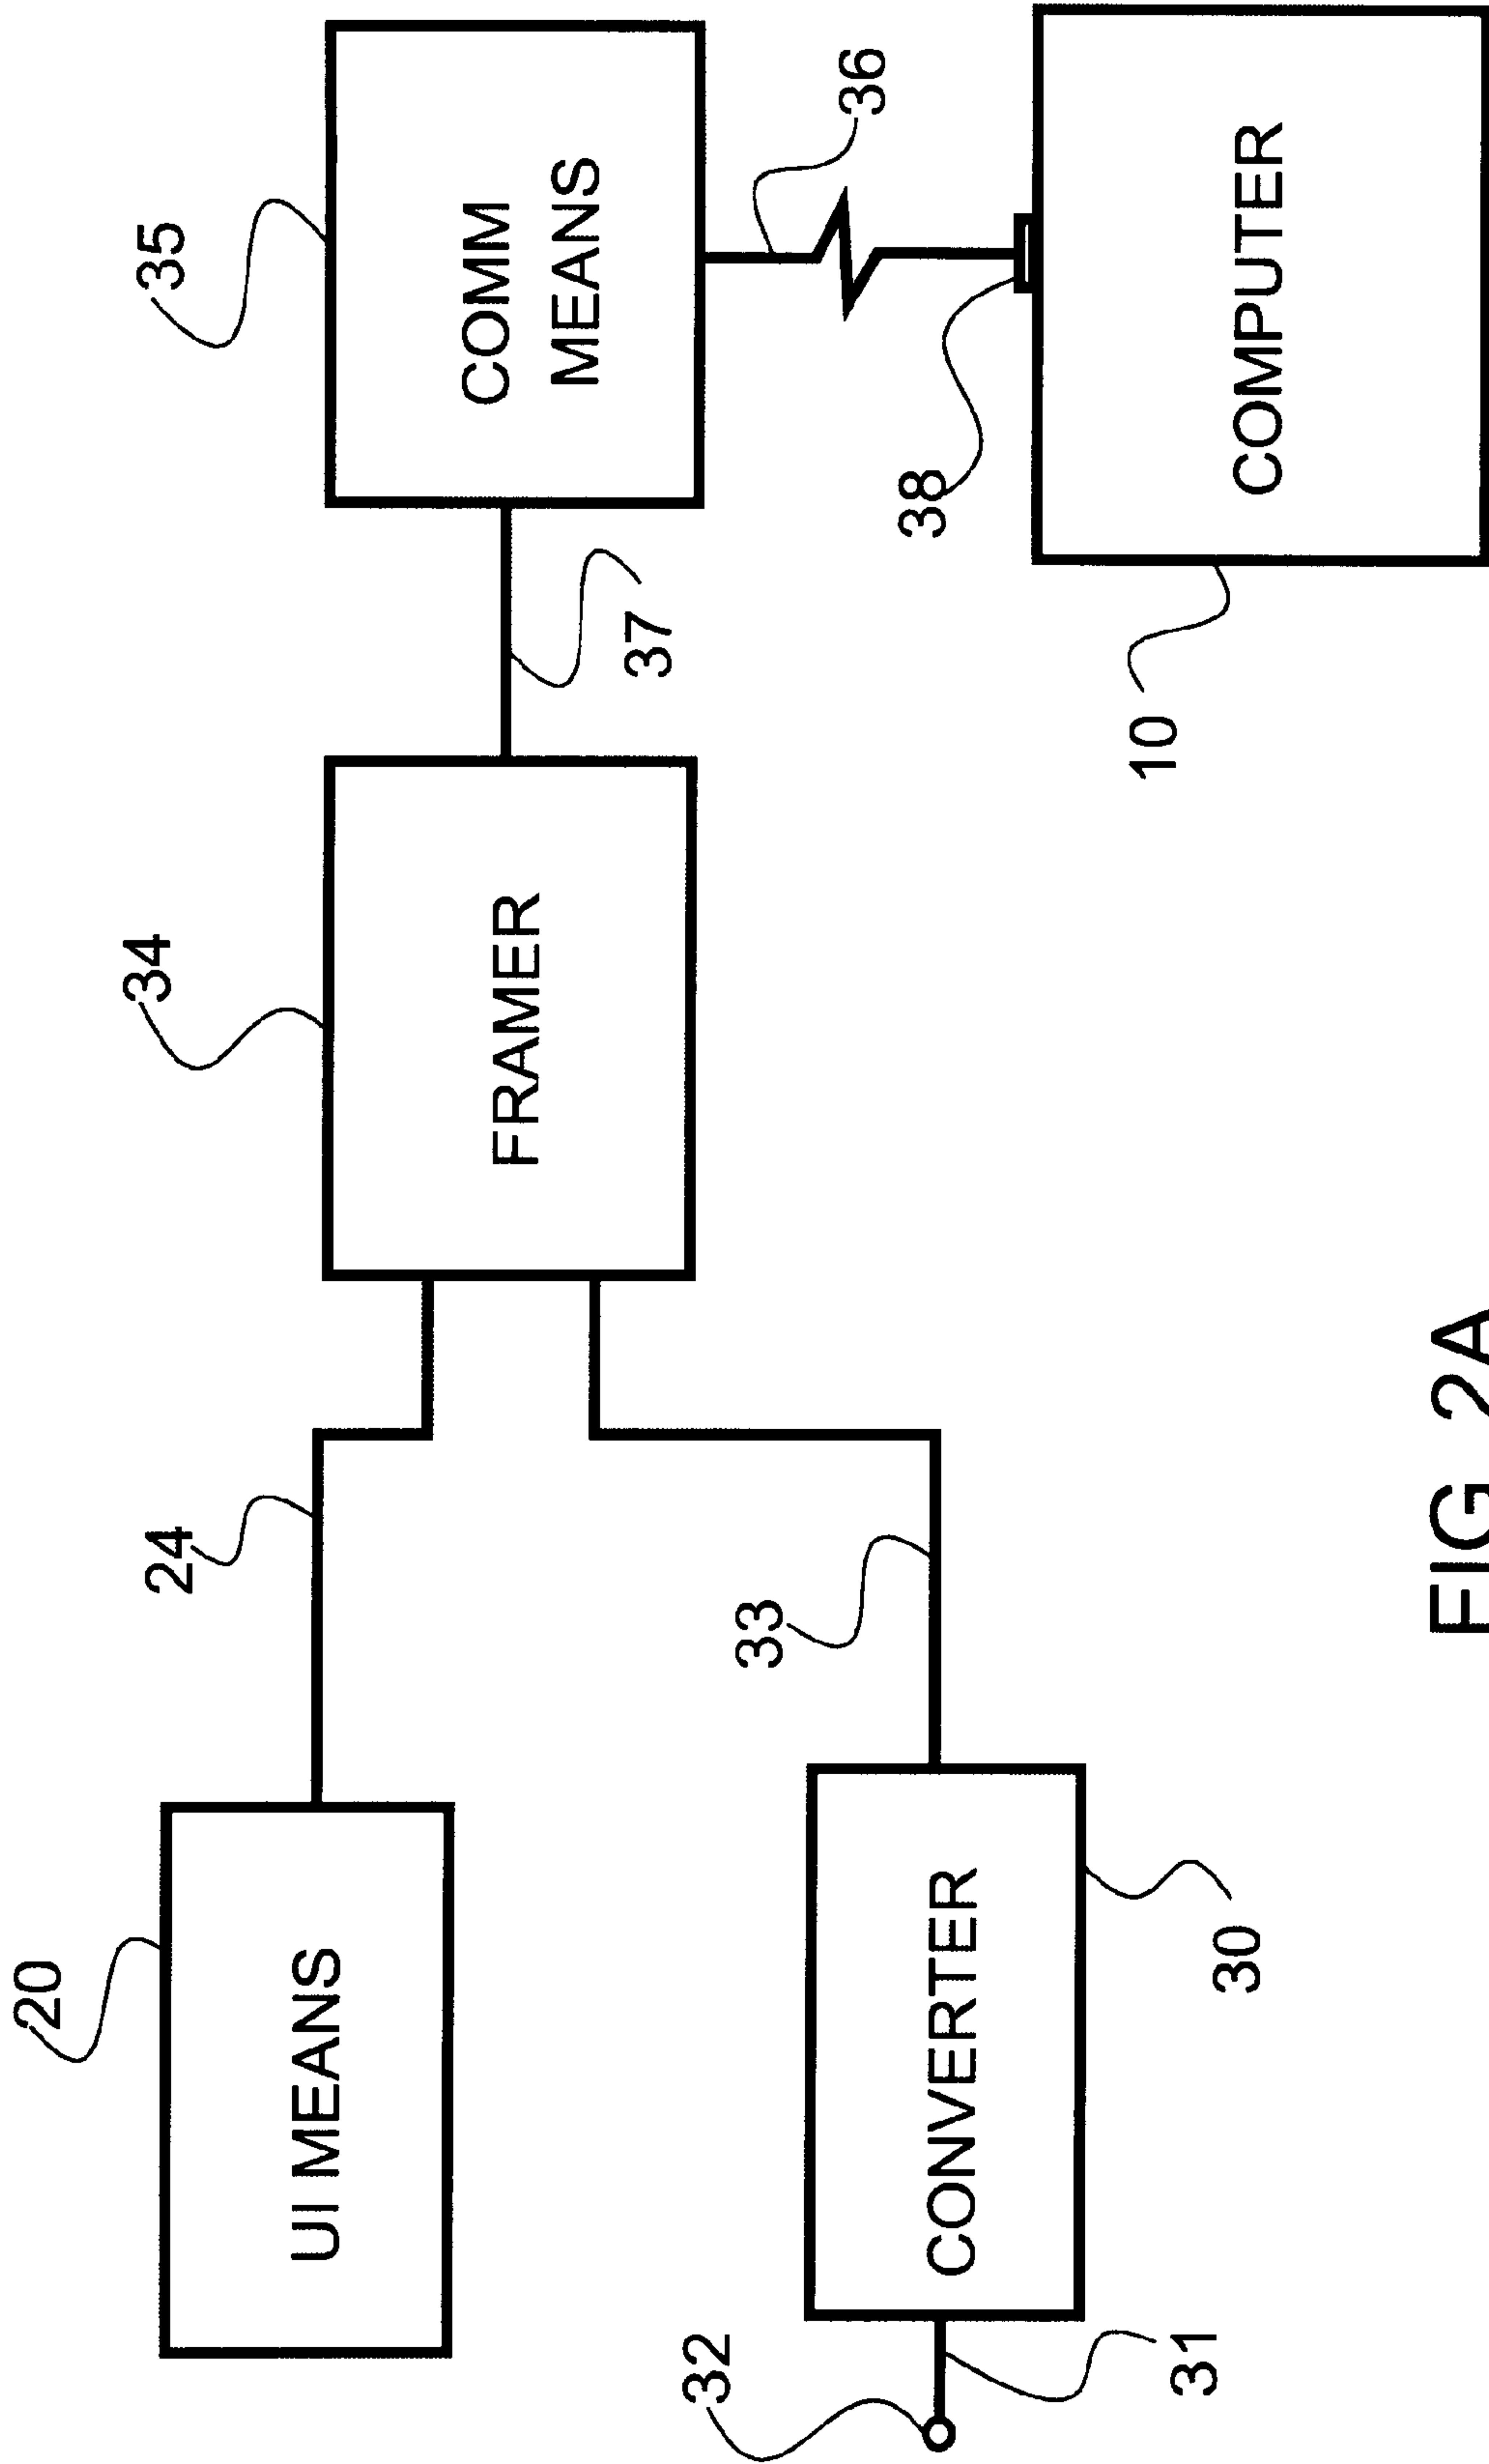 20
UI MEANS
24
34
FRAMER
35
COMM
MEANS
37
36
38
32
31
CONVERTER
30
33
10
COMPUTER
FIG. 2A